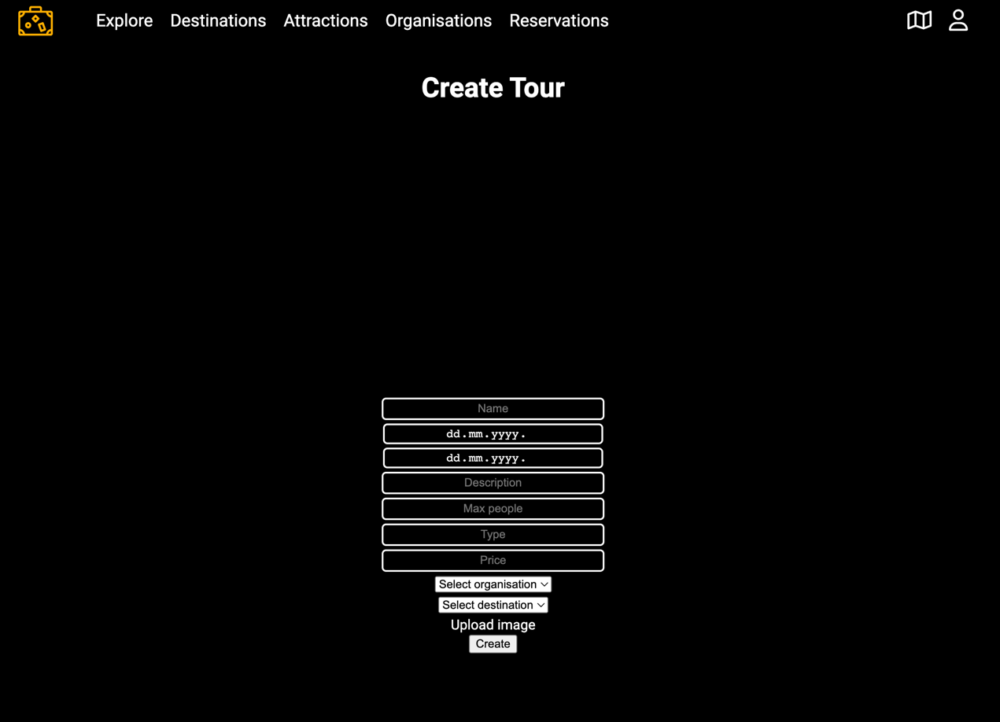 Explore Destinations Attractions Organisations Reservations
Create Tour
Name
dd.mm.yyyy.
dd.mm.yyyy.
Description
Max people
Type
Price
Select organisation
Select destination
Upload image
Create